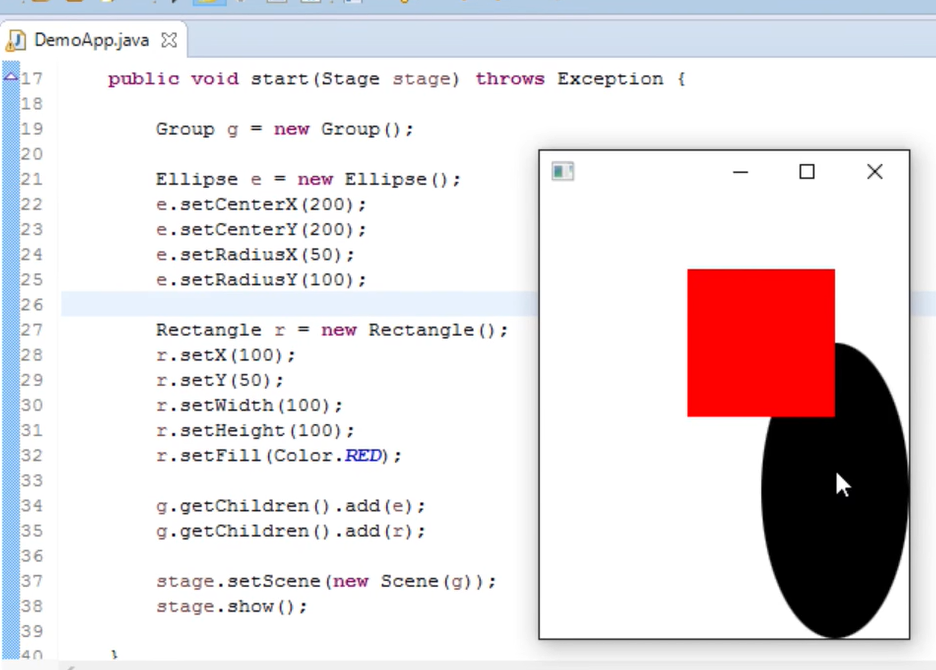 DemoApp.java
17 public void start(Stage stage) throws Exception {
18
19 Group g = new Group();
20
21 Ellipse e = new Ellipse();
22 e.setCenterX(200);
23 e.setCenterY(200);
24 e.setRadiusX(50);
25 e.setRadiusY(100);
26
27 Rectangle r = new Rectangle();
28 r.setX(100);
29 r.setY(50);
30 r.setWidth(100);
31 r.setHeight(100);
32 r.setFill(Color.RED);
33
34 g.getChildren().add(e);
35 g.getChildren().add(r);
36
37 stage.setScene(new Scene(g));
38 stage.show();
39
40 }